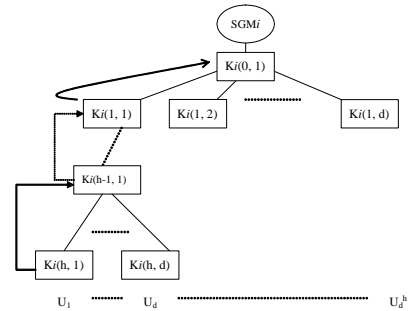 SGMi
Ki(0, 1)
Ki(1, 1) Ki(1, 2) Ki(1, d)
Ki(h-1, 1)
Ki(h, 1) Ki(h, d)
U1 Ud Ud^h